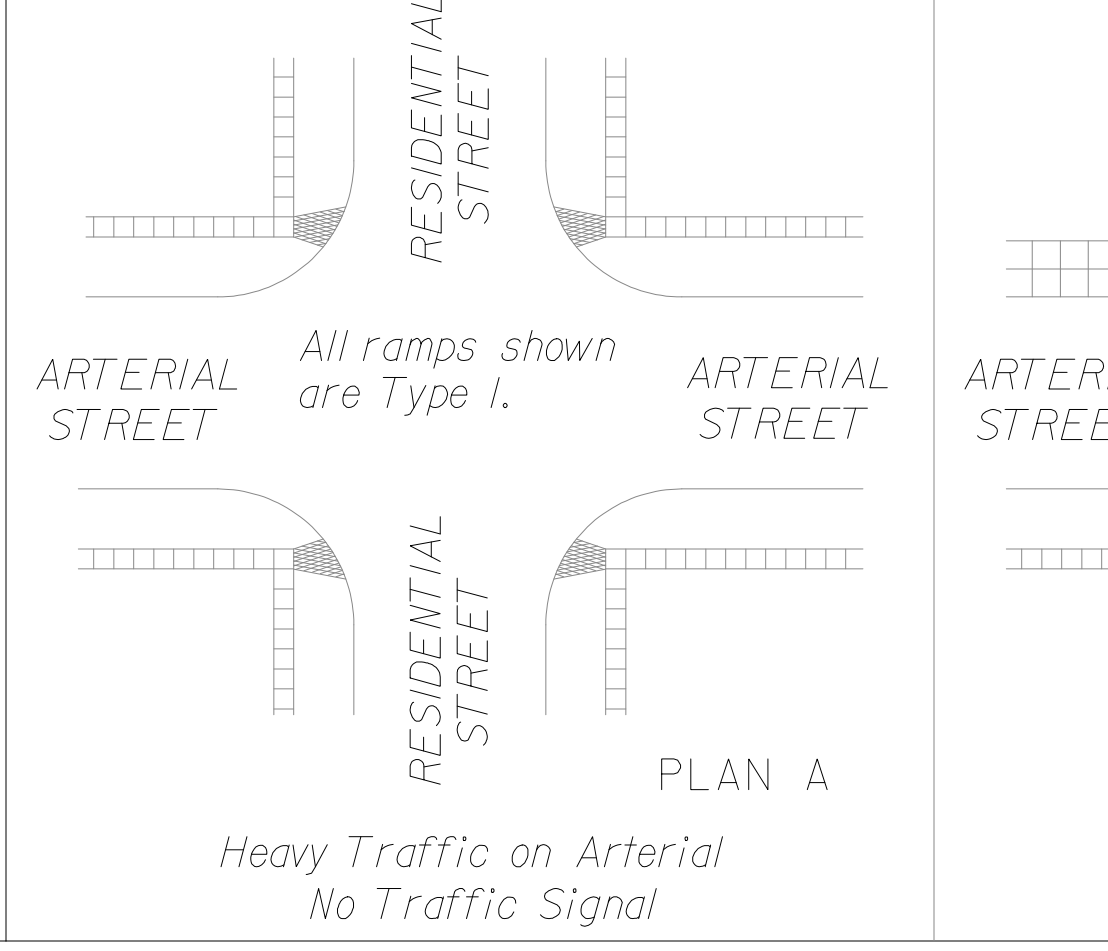 RESIDENTIAL
STREET
All ramps shown
are Type I.
ARTERIAL
STREET
ARTERIAL
STREET
STREE
RESIDENTIAL
STREET
PLAN A
Heavy Traffic on Arterial
No Traffic Signal